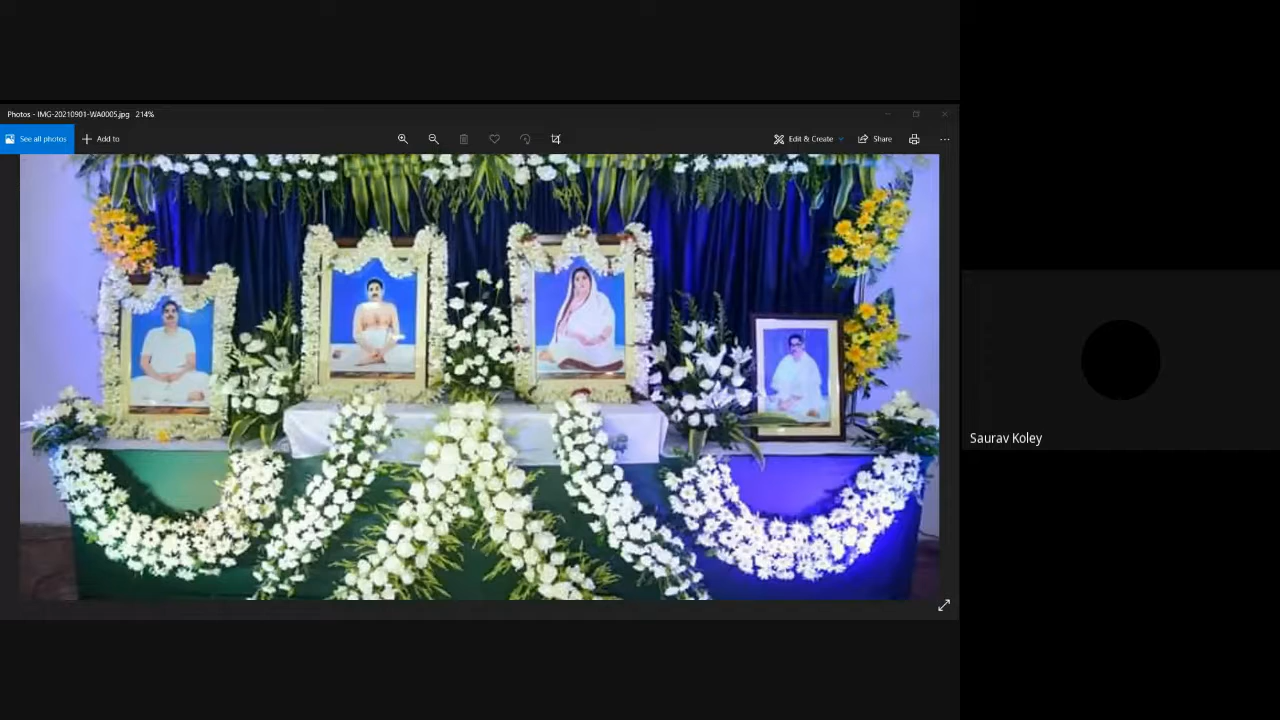 Photos - IMG-20210901-WA0005.jpg 214%
See all photos
Add to
Edit & Create
Share
Saurav Koley